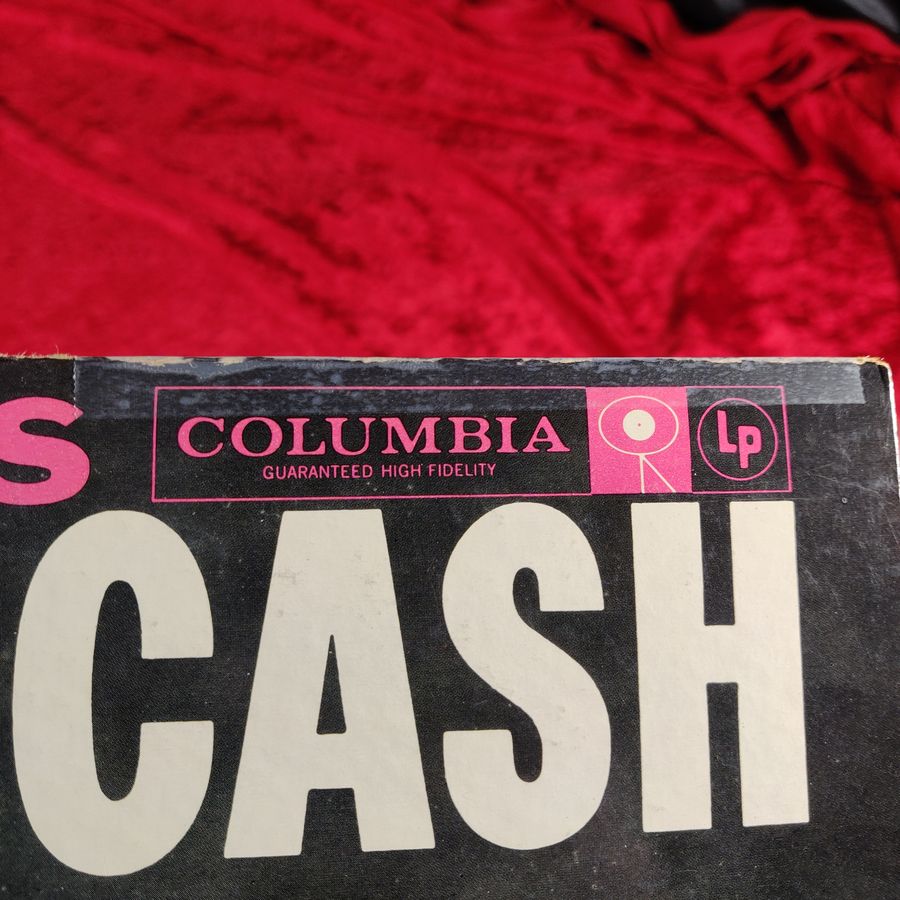 S
COLUMBIA
GUARANTEED HIGH FIDELITY
LP
CASH